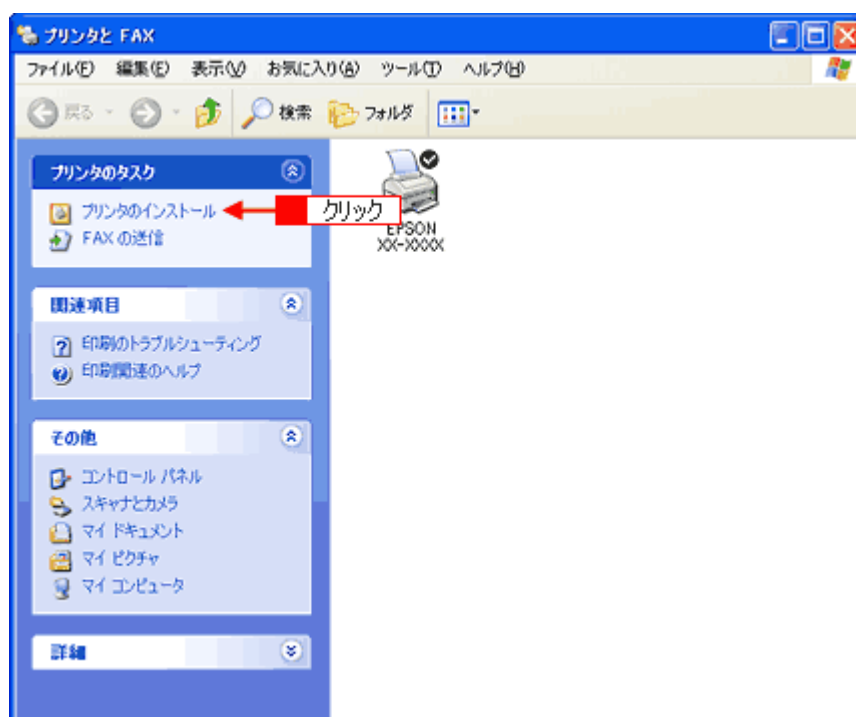 プリンタと FAX
ファイル(F) 編集(E) 表示(V) お気に入り(A) ツール(T) ヘルプ(H)
戻る 検索 フォルダ
プリンタのタスク
プリンタのインストール
クリック
FAX の送信
EPSON
XX-XXXX
関連項目
印刷のトラブルシューティング
印刷関連のヘルプ
その他
コントロール パネル
スキャナとカメラ
マイ ドキュメント
マイ ピクチャ
マイ コンピュータ
詳細